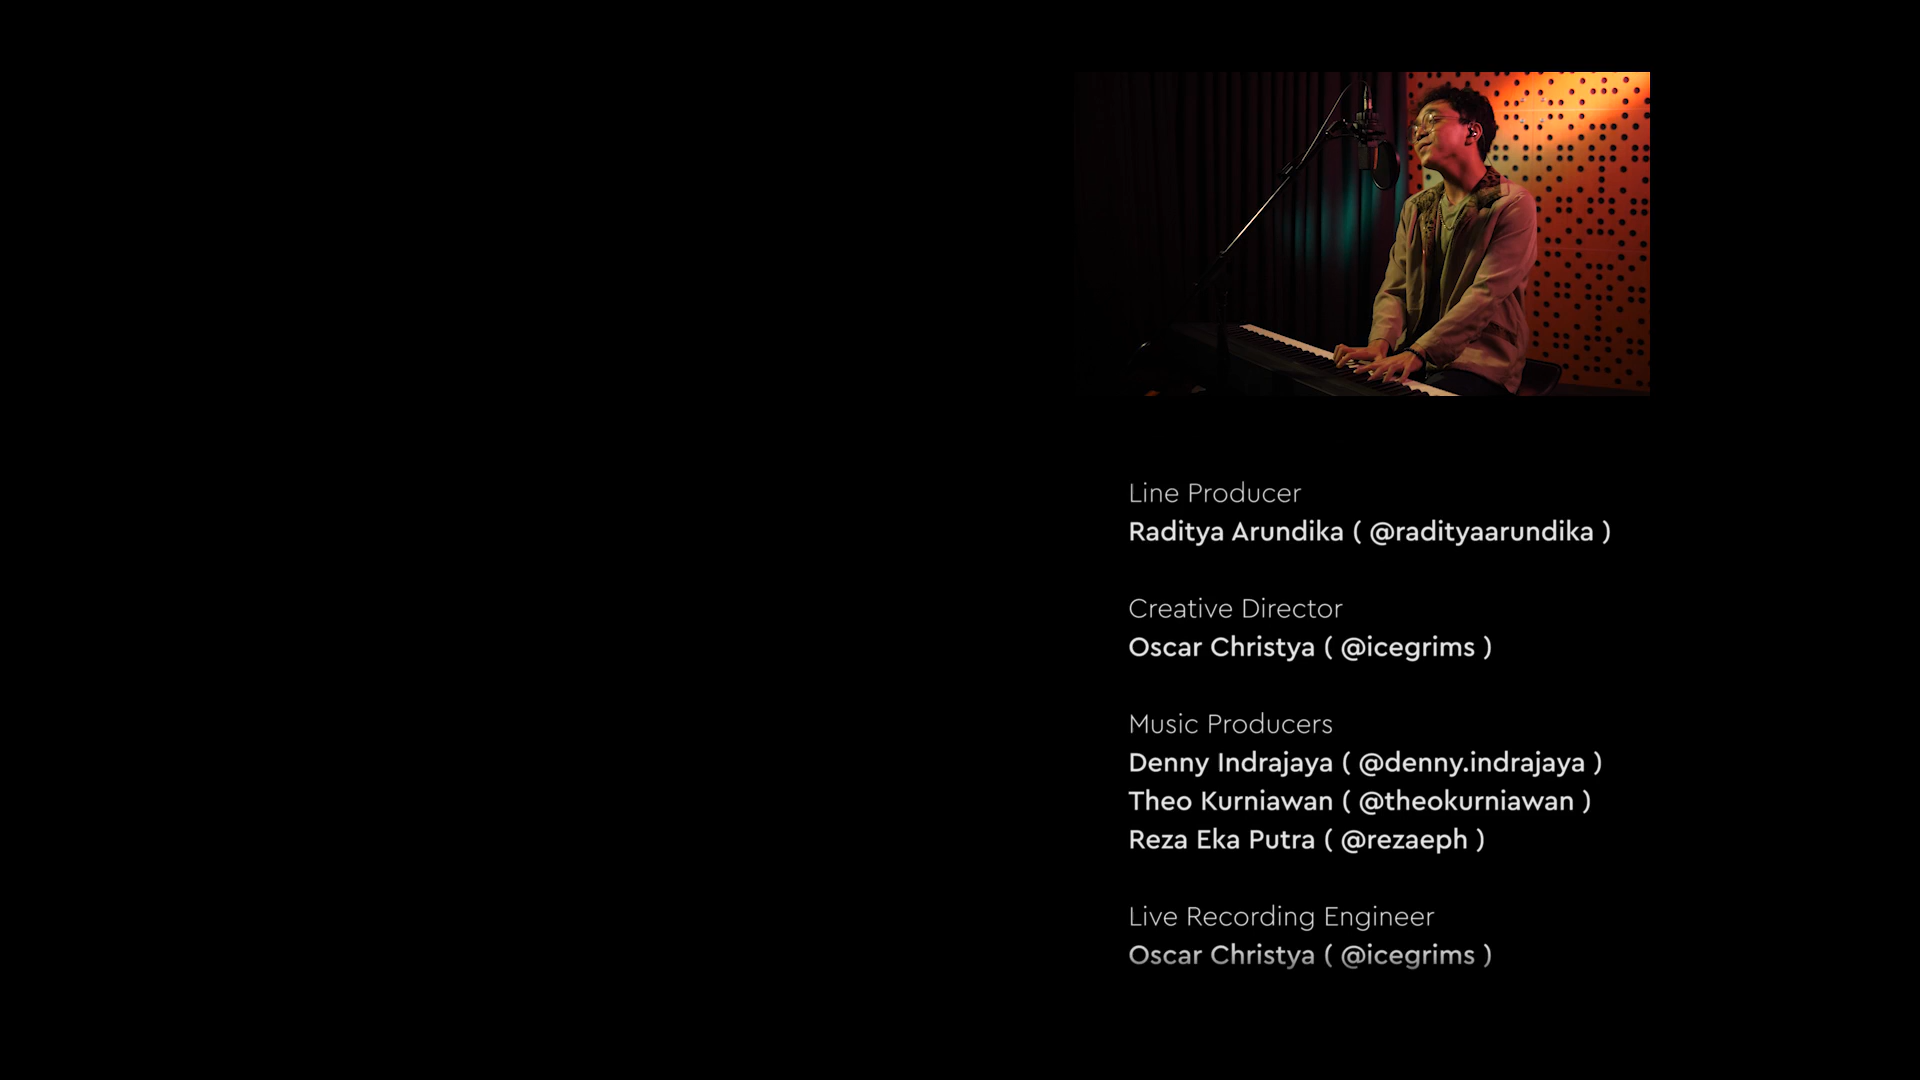 Line Producer
Raditya Arundika ( @radityaarundika )
Creative Director
Oscar Christya ( @icegrims )
Music Producers
Denny Indrajaya ( @denny.indrajaya )
Theo Kurniawan ( @theokurniawan )
Reza Eka Putra ( @rezaeph )
Live Recording Engineer
Oscar Christya ( @icegrims )